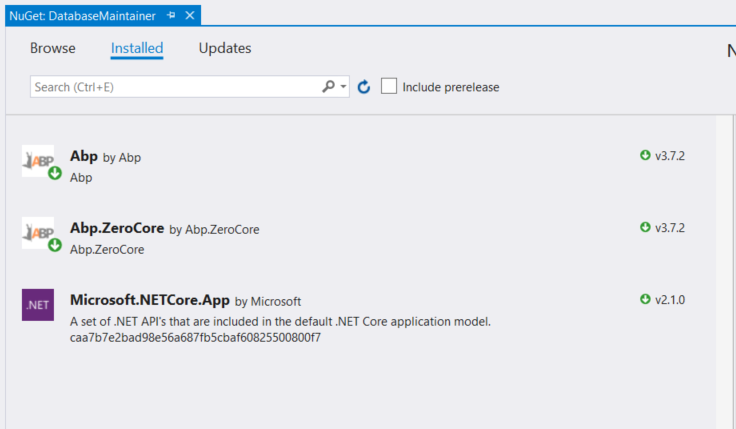 NuGet: DatabaseMaintainer
Browse Installed Updates N
Search (Ctrl+E) Include prerelease
ABP Abp by Abp v3.7.2
Abp
ABP Abp.ZeroCore by Abp.ZeroCore v3.7.2
Abp.ZeroCore
.NET Microsoft.NETCore.App by Microsoft v2.1.0
A set of .NET API's that are included in the default .NET Core application model.
caa7b7e2bad98e56a687fb5cbaf60825500800f7